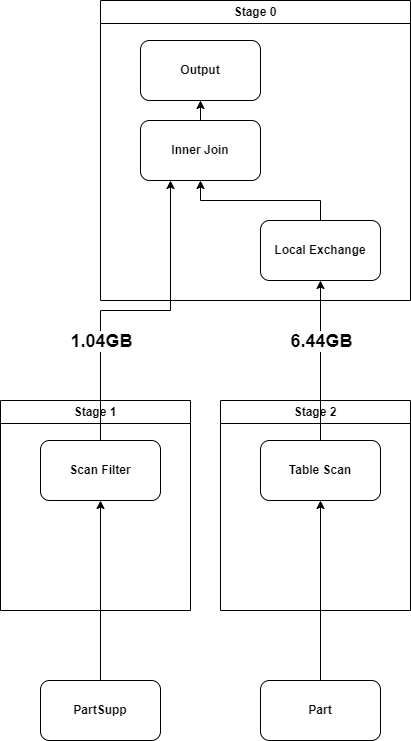 Stage 0
Output
Inner Join
Local Exchange
1.04GB
6.44GB
Stage 1
Stage 2
Scan Filter
Table Scan
PartSupp
Part